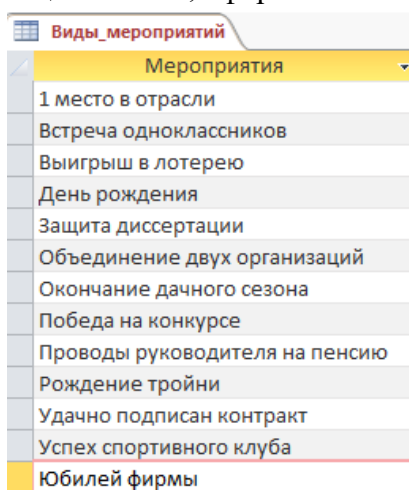 Виды_мероприятий
Мероприятия
1 место в отрасли
Встреча одноклассников
Выигрыш в лотерею
День рождения
Защита диссертации
Объединение двух организаций
Окончание дачного сезона
Победа на конкурсе
Проводы руководителя на пенсию
Рождение тройни
Удачно подписан контракт
Успех спортивного клуба
Юбилей фирмы